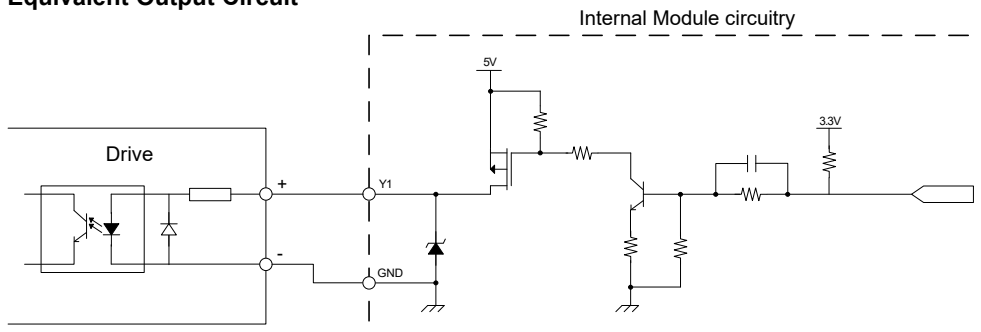 Equivalent Output Circuit
Internal Module circuitry
5V
3.3V
Drive
+
Y1
-
GND